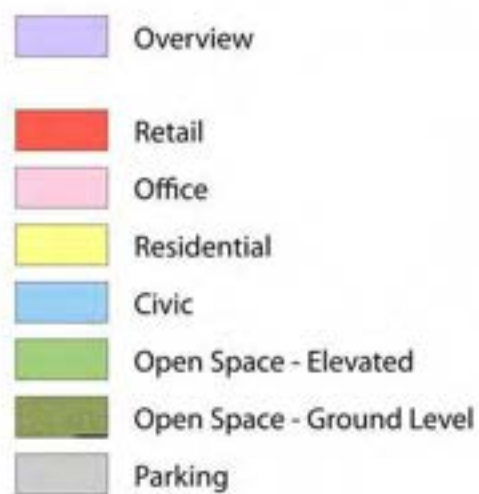 Overview
Retail
Office
Residential
Civic
Open Space - Elevated
Open Space - Ground Level
Parking